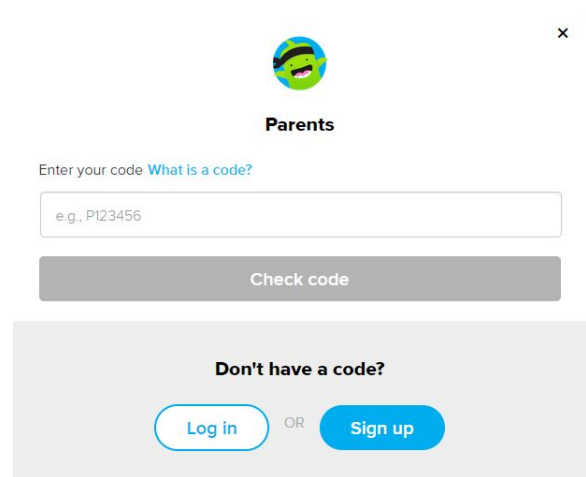 ×
Parents
Enter your code What is a code?
e.g., P123456
Check code
Don't have a code?
Log in OR Sign up